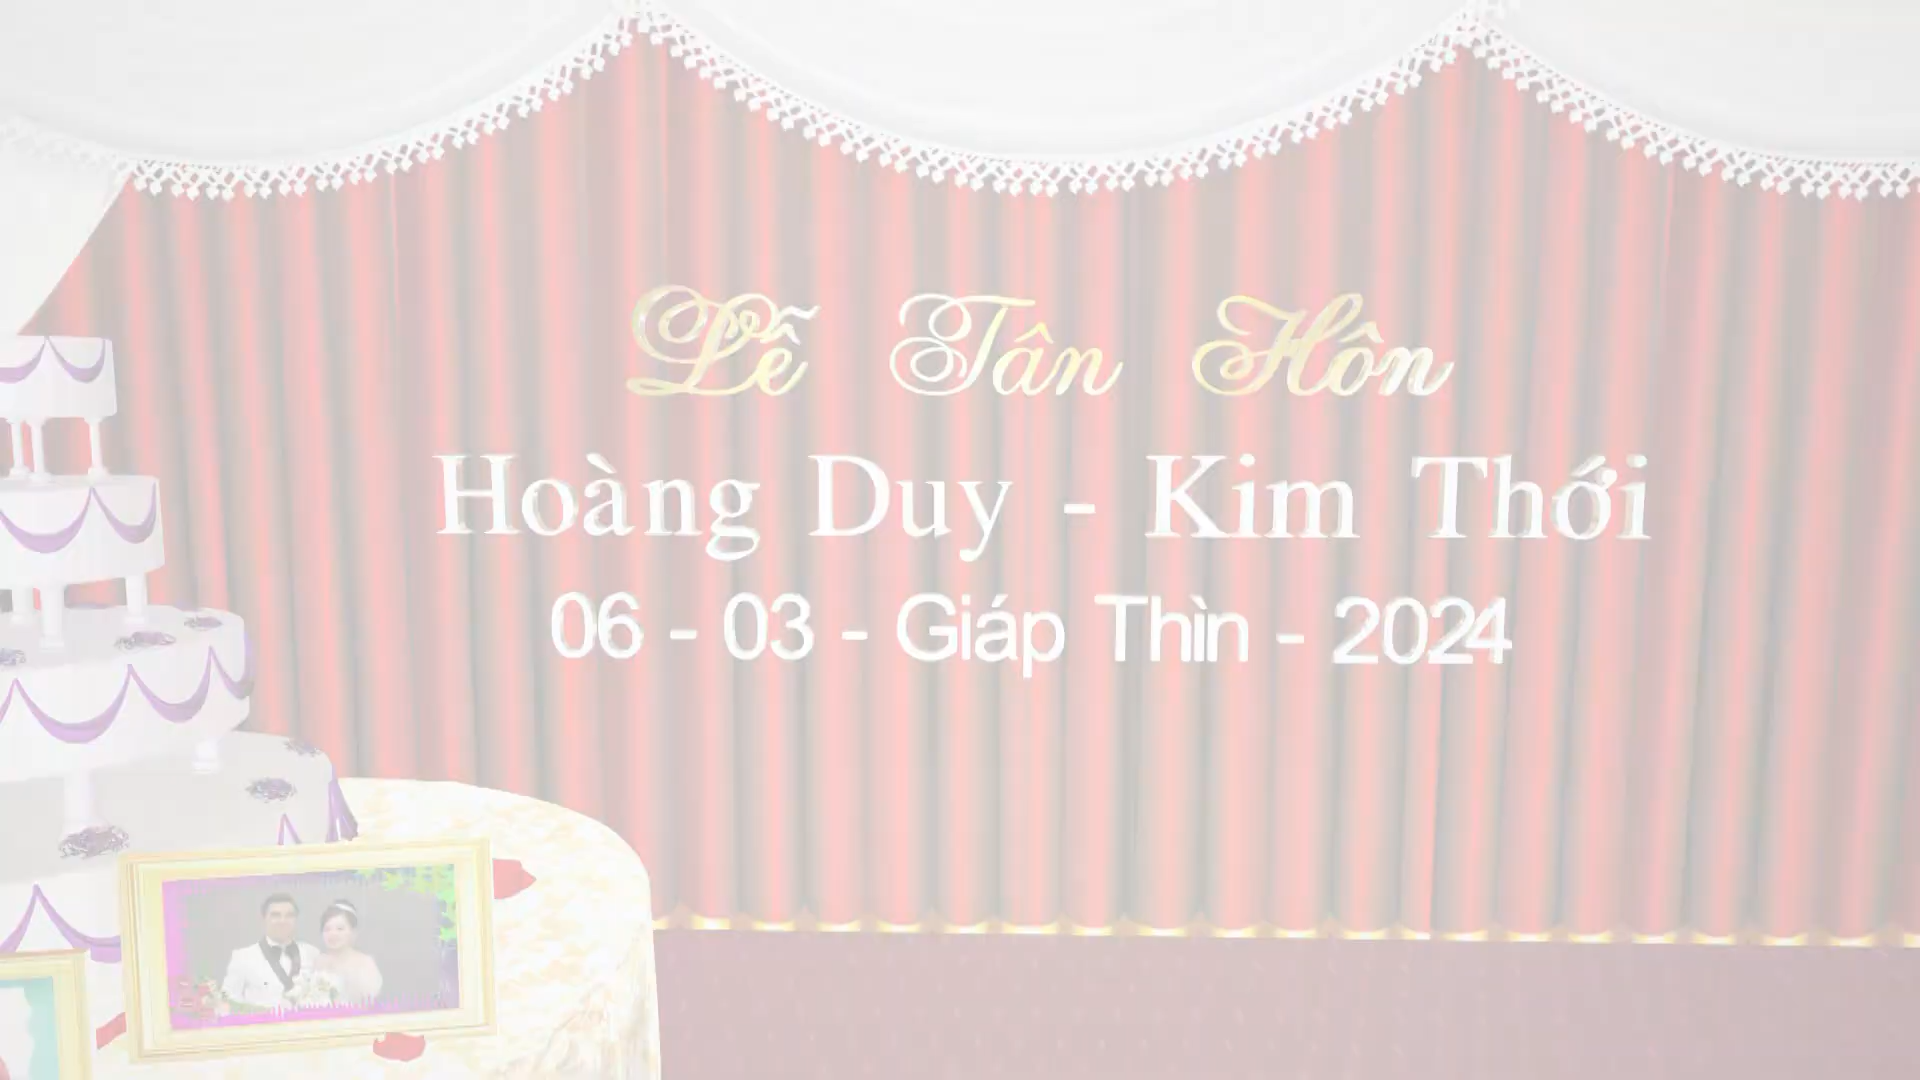 Lễ Tân Hôn
Hoàng Duy - Kim Thới
06 - 03 - Giáp Thìn - 2024